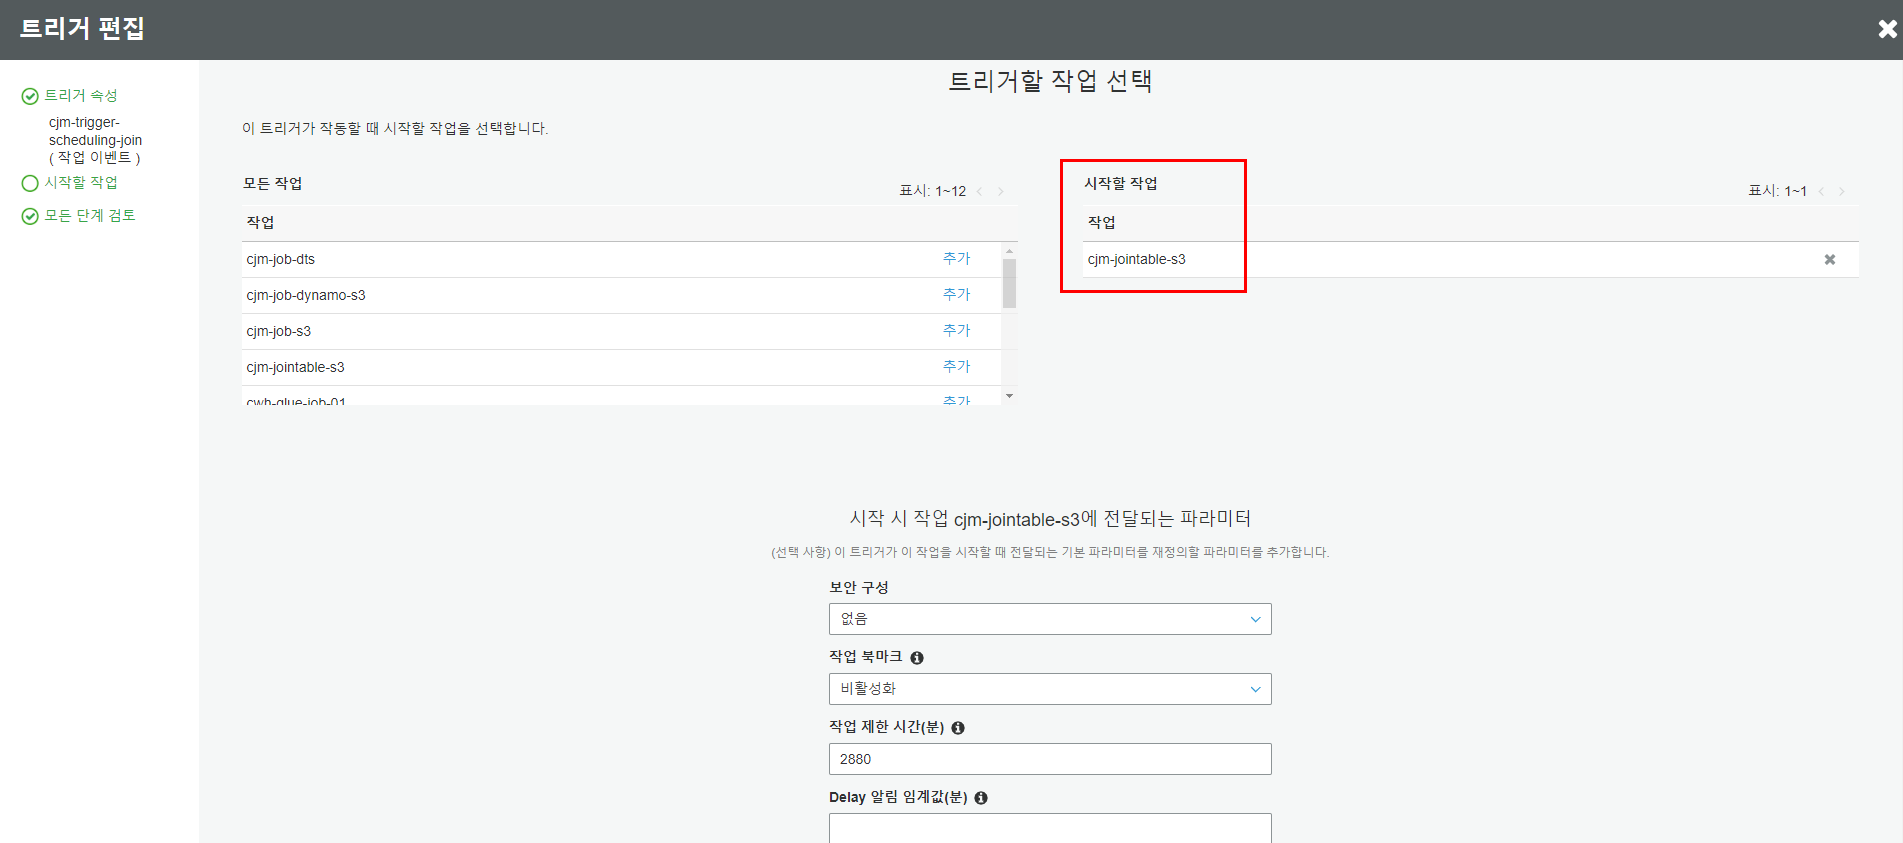 트리거 편집
트리거 속성
cjm-trigger-
scheduling-join
( 작업 이벤트 )
시작할 작업
모든 단계 검토
트리거할 작업 선택
이 트리거가 작동할 때 시작할 작업을 선택합니다.
모든 작업
표시: 1~12
작업
cjm-job-dts 추가
cjm-job-dynamo-s3 추가
cjm-job-s3 추가
cjm-jointable-s3 추가
cwh-glue-job-01 추가
시작할 작업
표시: 1~1
작업
cjm-jointable-s3
시작 시 작업 cjm-jointable-s3에 전달되는 파라미터
(선택 사항) 이 트리거가 이 작업을 시작할 때 전달되는 기본 파라미터를 재정의할 파라미터를 추가합니다.
보안 구성
없음
작업 북마크
비활성화
작업 제한 시간(분)
2880
Delay 알림 임계값(분)